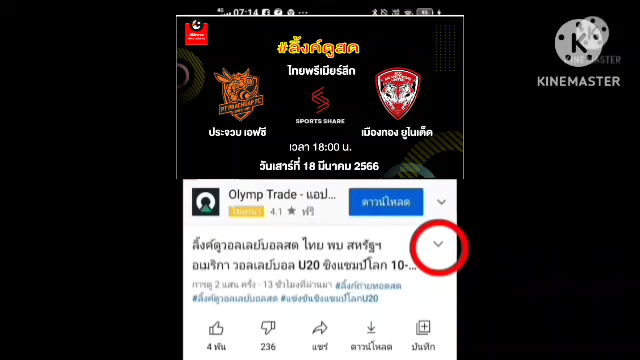 07:14
#ลิ้งค์ดูสด
ไทยพรีเมียร์ลีก
PT PRACHUAP FC
SPORTS SHARE
ประจวบ เอฟซี
เมืองทอง ยูไนเต็ด
เวลา 18:00 น.
วันเสาร์ที่ 18 มีนาคม 2566
KINEMASTER
KINEMASTER
Olymp Trade - แอป...
โฆษณา 4.1 ★ ฟรี
ดาวน์โหลด
ลิ้งค์ดูวอลเลย์บอลสด ไทย พบ สหรัฐฯ
อเมริกา วอลเลย์บอล U20 ชิงแชมป์โลก 10-...
การดู 2 แสน ครั้ง · 13 ชั่วโมงที่ผ่านมา #ลิ้งก์ถ่ายทอดสด
#ลิ้งค์ดูวอลเลย์บอลสด #แข่งขันชิงแชมป์โลกU20
4 พัน
236
แชร์
ดาวน์โหลด
บันทึก